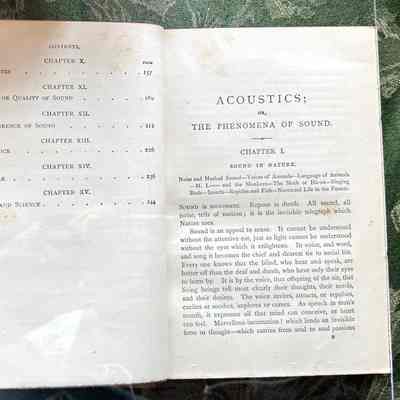 CONTENTS.
CHAPTER X.
PAGE
157
CHAPTER XI.
OR QUALITY OF SOUND
CHAPTER XII.
ERENCE OF SOUND
212
CHAPTER XIII.
226
CHAPTER XIV.
236
CHAPTER XV.
AND SCIENCE
244
ACOUSTICS;
OR,
THE PHENOMENA OF SOUND.
CHAPTER I.
SOUND IN NATURE.
Noise and Musical Sound—Voices of Animals—Language of Animals
and the Monkeys—The Sloth or Singing
Birds—Insects—Reptiles and Fish—Nocturnal Life in the Forests.
SOUND is movement. Repose is dumb. All sound, all
noise, tells of motion; it is the invisible telegraph which
Nature uses.
Sound is an appeal to sense. It cannot be understood
without the attentive ear, just as light cannot be understood
without the eye which it enlightens. Its voice, and word,
and song it becomes the chief and dearest tie to social life.
Every one knows that the blind, who hear and speak, are
better off than the deaf and dumb, who have only their eyes
to learn by. It is by the voice, that offspring of the air, that
living beings tell most clearly their thoughts, their needs,
and their desires. The voice invites, attracts, or repulses,
excites or soothes, implores or curses. As speech in man's
mouth, it expresses all that mind can conceive, or heart
can feel. Marvellous incarnation! which lends an invisible
form to thought—which carries from soul to soul passions
B